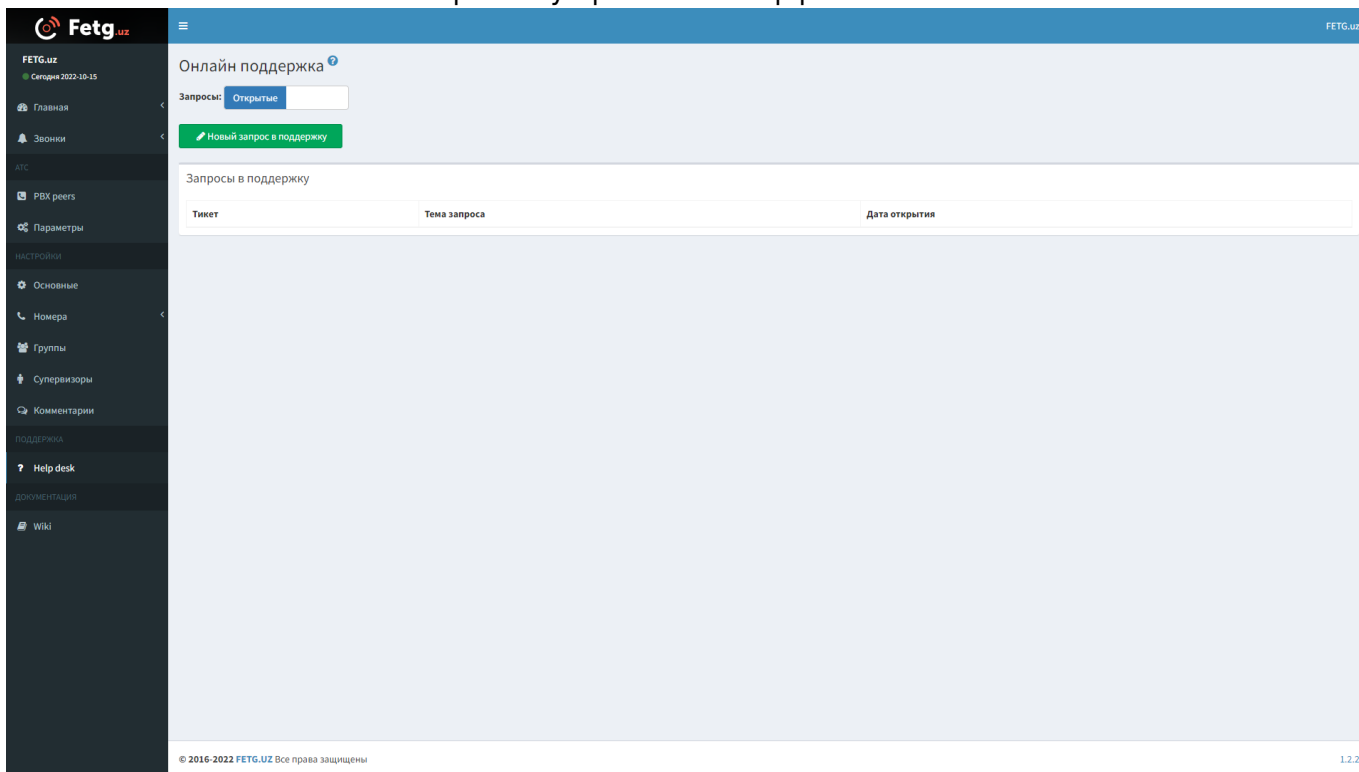 Fetg.uz
FETG.uz
FETG.uz
Сегодня 2022-10-15
Главная
Звонки
АТС
PBX peers
Параметры
НАСТРОЙКИ
Основные
Номера
Группы
Супервизоры
Комментарии
ПОДДЕРЖКА
? Help desk
ДОКУМЕНТАЦИЯ
Wiki
Онлайн поддержка ?
Запросы: Открытые
Новый запрос в поддержку
Запросы в поддержку
Тикет Тема запроса Дата открытия
© 2016-2022 FETG.UZ Все права защищены 1.2.2